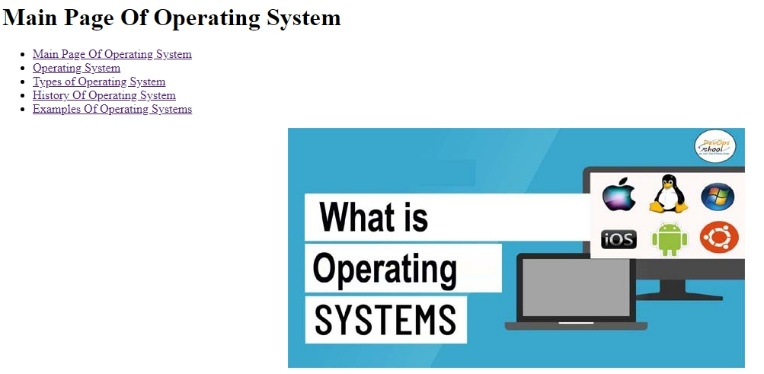 Main Page Of Operating System
Main Page Of Operating System
Operating System
Types of Operating System
History Of Operating System
Examples Of Operating Systems
DevOps
School
What is
Operating
SYSTEMS
iOS